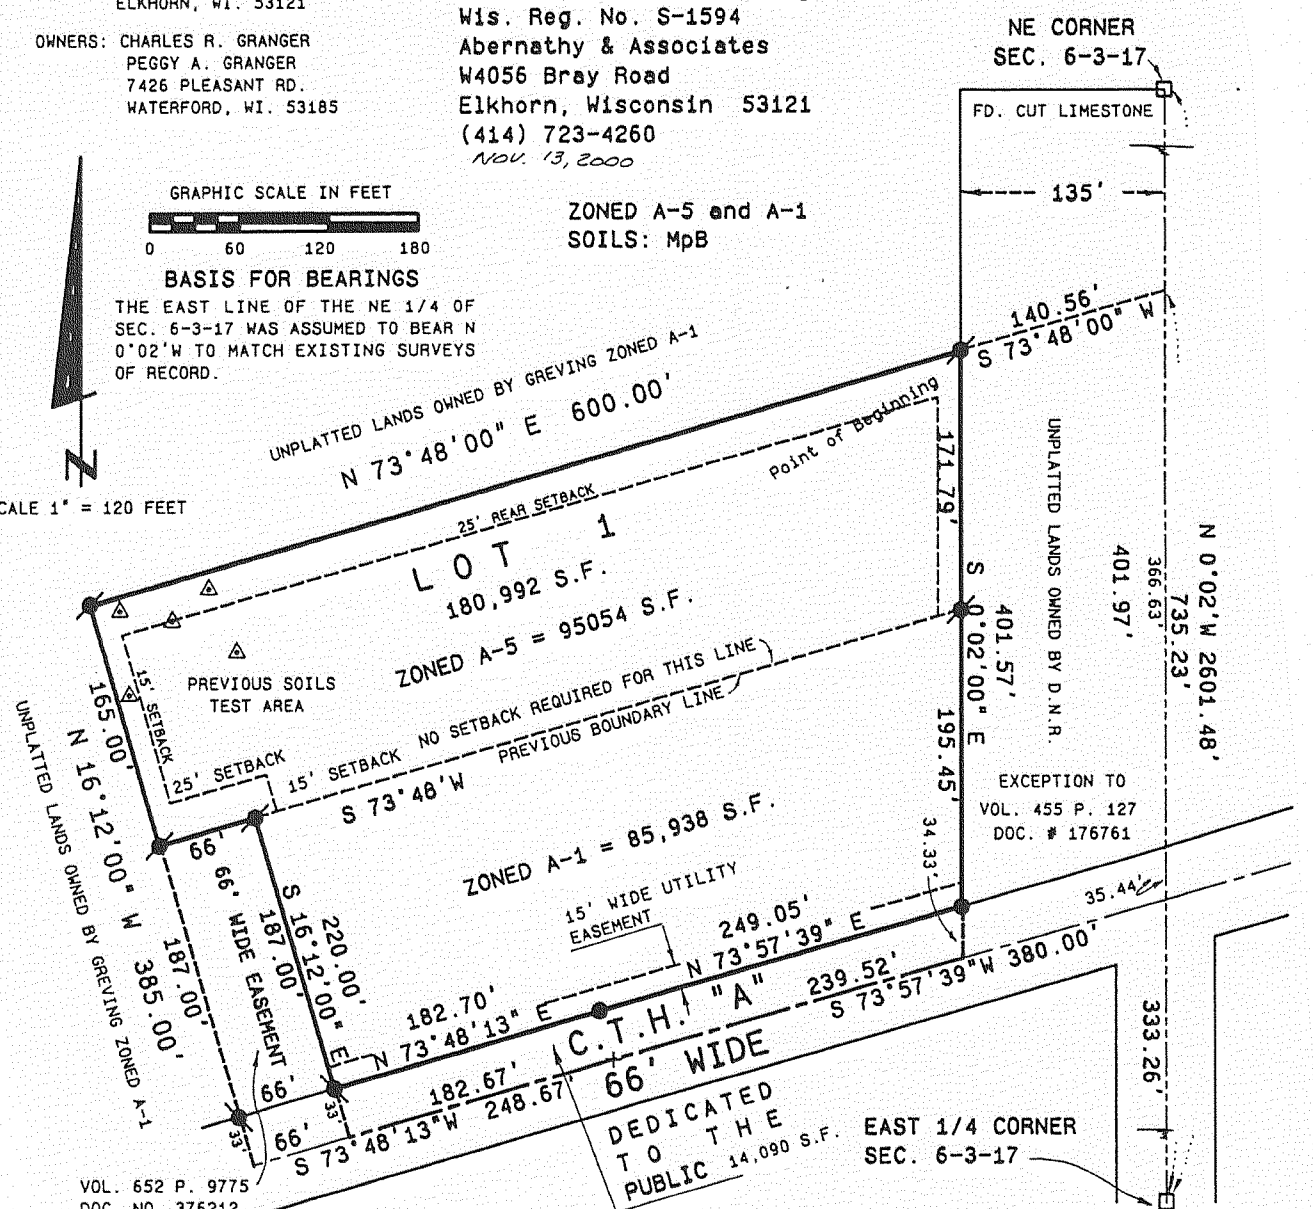 ELKHORN, WI. 53121
OWNERS: CHARLES R. GRANGER
PEGGY A. GRANGER
7426 PLEASANT RD.
WATERFORD, WI. 53185
Wis. Reg. No. S-1594
Abernathy & Associates
W4056 Bray Road
Elkhorn, Wisconsin 53121
(414) 723-4260
NOV. 13, 2000
NE CORNER
SEC. 6-3-17
FD. CUT LIMESTONE
135'
GRAPHIC SCALE IN FEET
0 60 120 180
ZONED A-5 and A-1
SOILS: MpB
BASIS FOR BEARINGS
THE EAST LINE OF THE NE 1/4 OF
SEC. 6-3-17 WAS ASSUMED TO BEAR N
0°02'W TO MATCH EXISTING SURVEYS
OF RECORD.
N
SCALE 1" = 120 FEET
140.56'
S 73°48'00" W
UNPLATTED LANDS OWNED BY GREVING ZONED A-1
N 73°48'00" E 600.00'
Point of Beginning
25' REAR SETBACK
LOT 1
180,992 S.F.
ZONED A-5 = 95054 S.F.
171.79'
S 0°02'00" E
401.57'
195.45'
34.33'
UNPLATTED LANDS OWNED BY D.N.R.
401.97'
366.63'
735.23'
N 0°02'W 2601.48'
PREVIOUS SOILS
TEST AREA
15' SETBACK
25' SETBACK
15' SETBACK NO SETBACK REQUIRED FOR THIS LINE
PREVIOUS BOUNDARY LINE
S 73°48'W
165.00'
N 16°12'00" W 385.00'
187.00'
UNPLATTED LANDS OWNED BY GREVING ZONED A-1
66'
66' WIDE EASEMENT
187.00'
S 16°12'00" E
220.00'
ZONED A-1 = 85,938 S.F.
15' WIDE UTILITY
EASEMENT
EXCEPTION TO
VOL. 455 P. 127
DOC. # 176761
35.44'
249.05'
N 73°57'39" E
182.70'
N 73°48'13" E
C.T.H. "A"
66' WIDE
239.52'
S 73°57'39"W 380.00'
182.67'
248.67'
S 73°48'13"W
66'
66'
33'
33'
DEDICATED
TO THE
PUBLIC 14,090 S.F.
333.26'
EAST 1/4 CORNER
SEC. 6-3-17
VOL. 652 P. 9775
DOC. NO. 375212